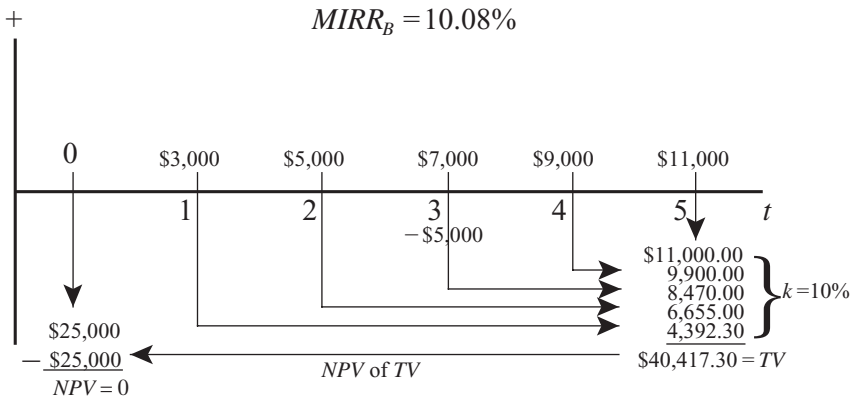 +
MIRR_B = 10.08%
0 $3,000 $5,000 $7,000 $9,000 $11,000
1 2 3 4 5 t
−$5,000
$11,000.00
9,900.00
8,470.00
6,655.00
4,392.30
k = 10%
$40,417.30 = TV
$25,000
− $25,000
NPV = 0
NPV of TV